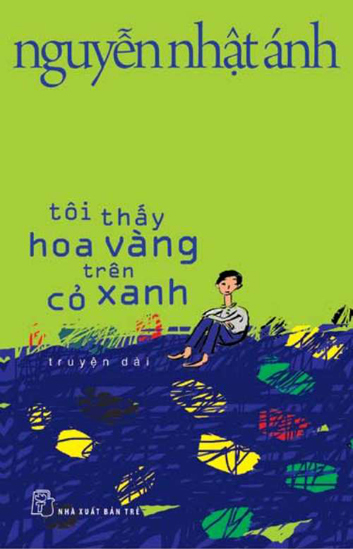 nguyễn nhật ánh
tôi thấy
hoa vàng
trên
cỏ xanh
truyện dài
NHÀ XUẤT BẢN TRẺ